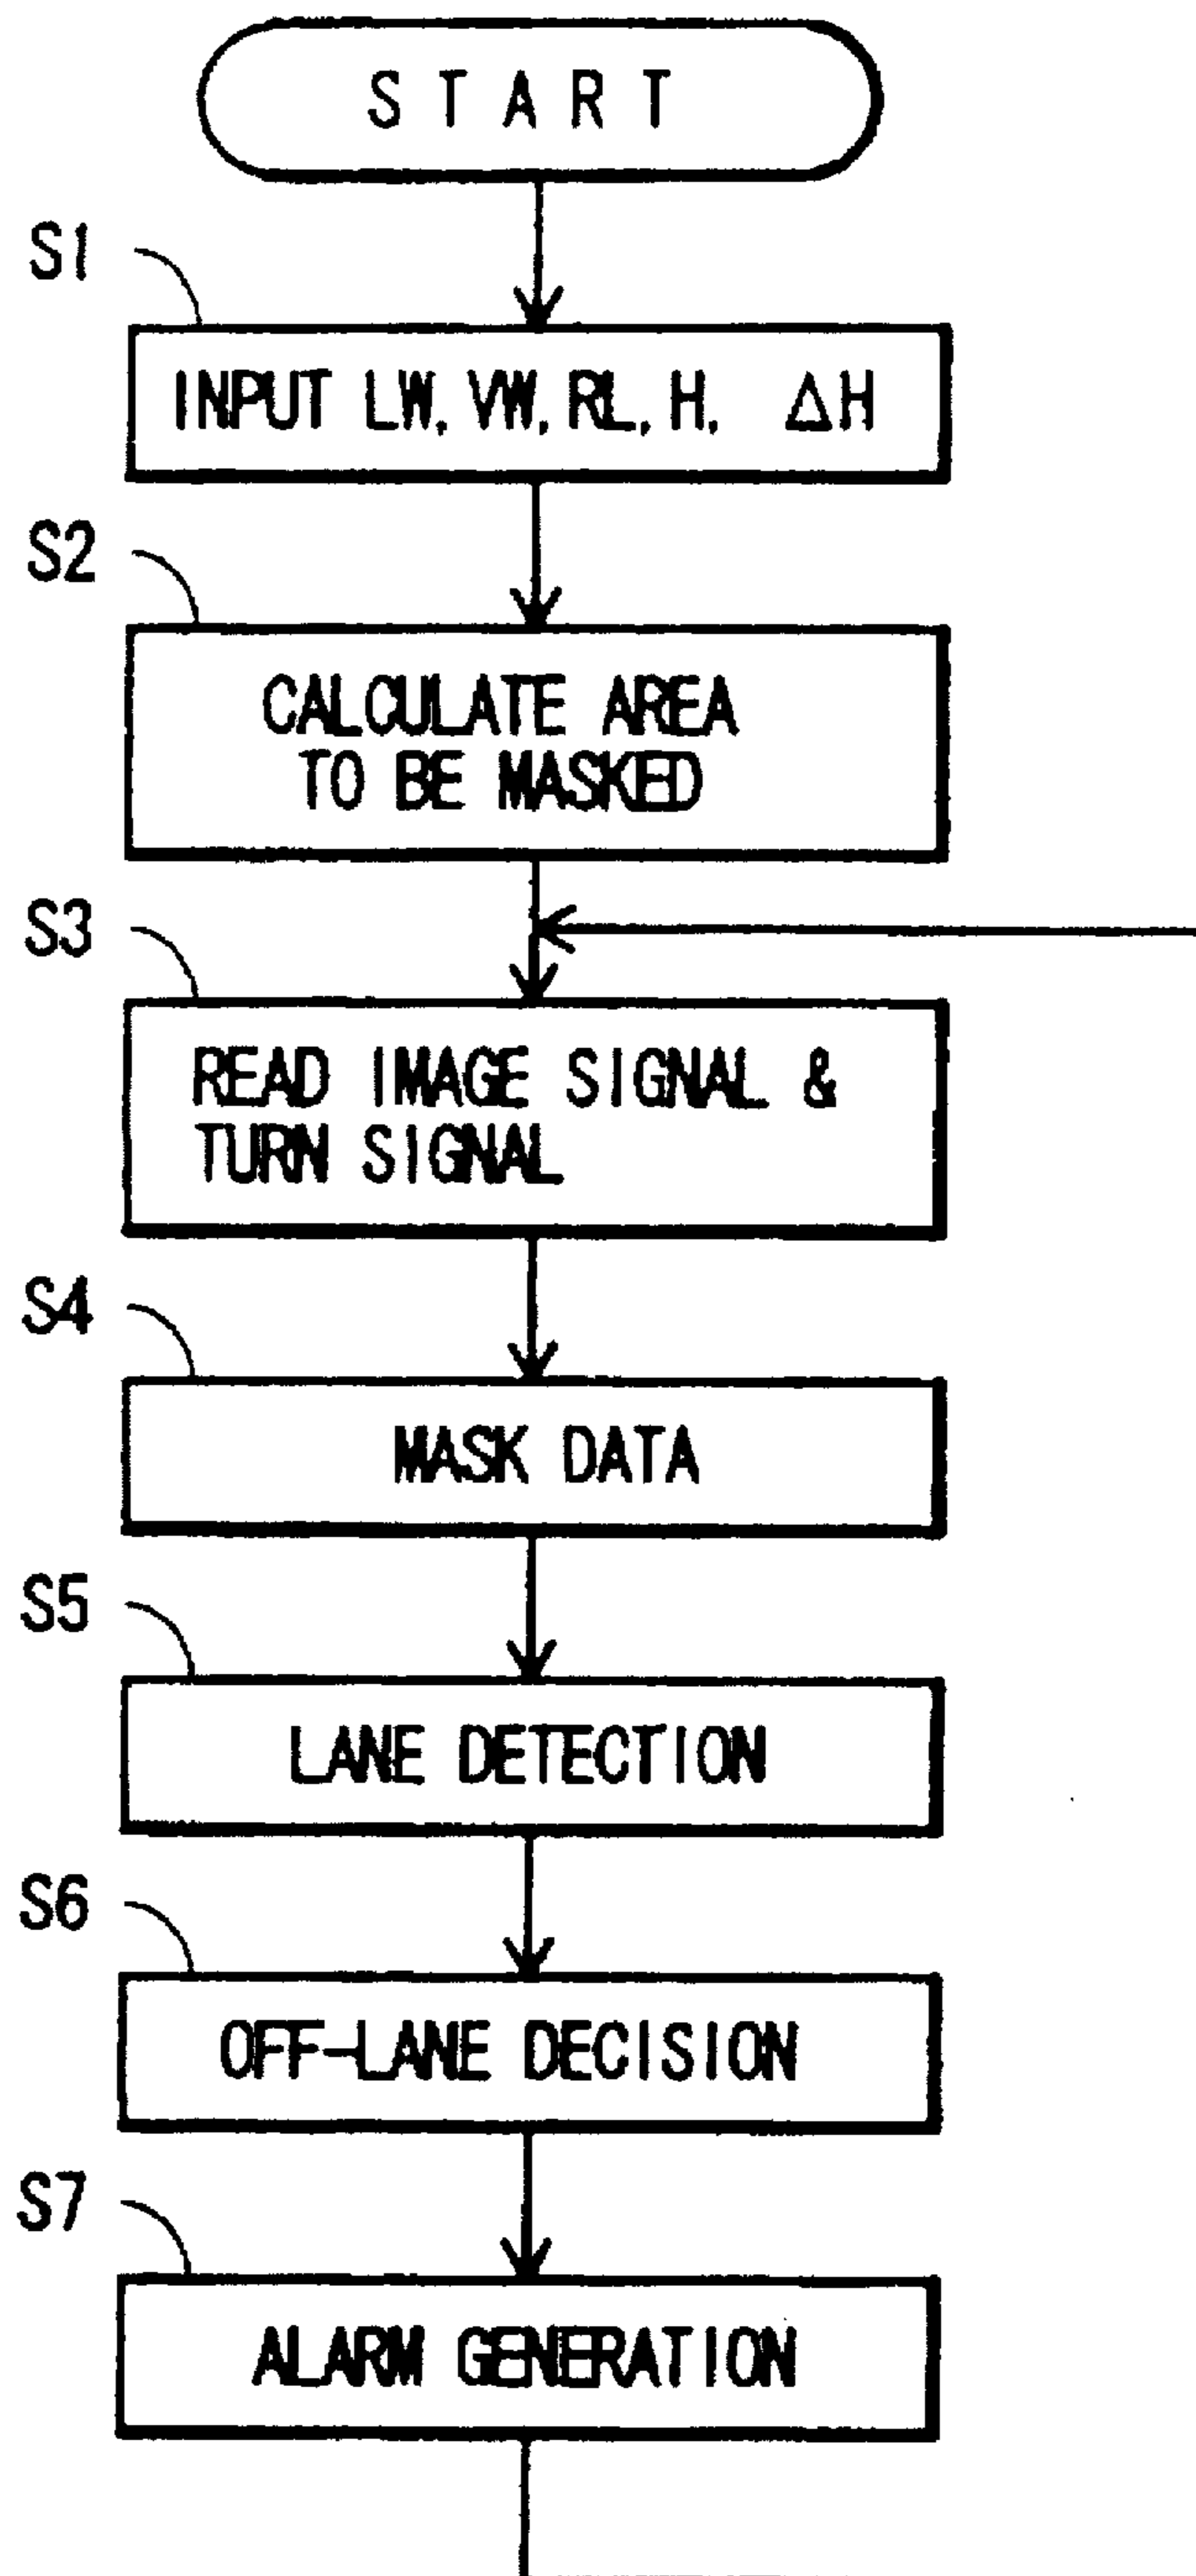 START
S1
INPUT LW, VW, RL, H, ΔH
S2
CALCULATE AREA
TO BE MASKED
S3
READ IMAGE SIGNAL &
TURN SIGNAL
S4
MASK DATA
S5
LANE DETECTION
S6
OFF-LANE DECISION
S7
ALARM GENERATION